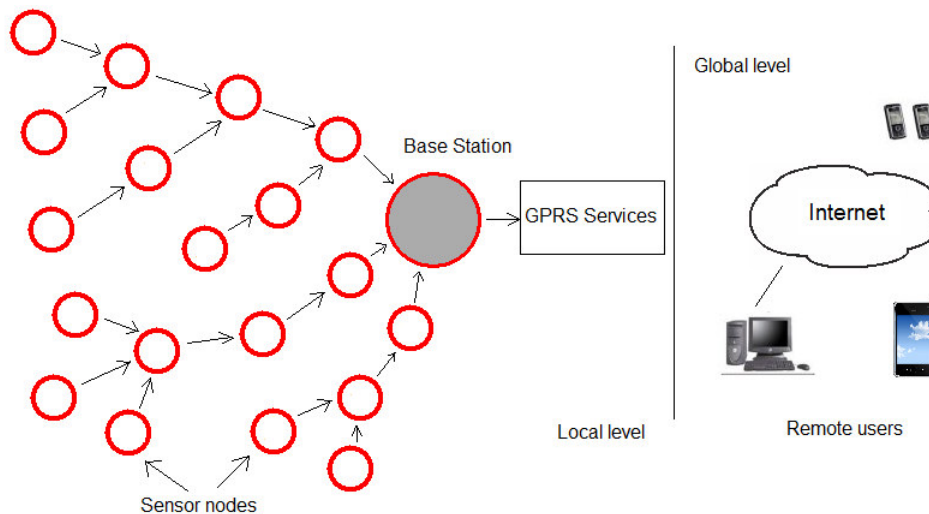 Global level
Base Station
GPRS Services
Internet
Local level
Remote users
Sensor nodes